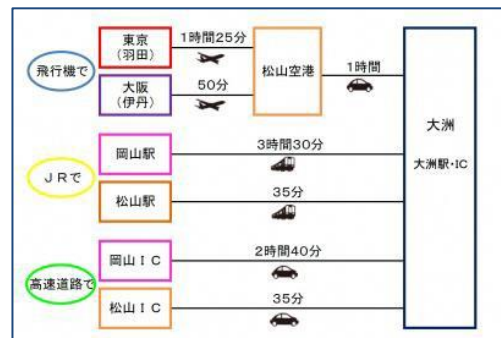 飛行機で
東京
(羽田)
1時間25分
大阪
(伊丹)
50分
松山空港
1時間
JRで
岡山駅
3時間30分
松山駅
35分
高速道路で
岡山IC
2時間40分
松山IC
35分
大洲
大洲駅・IC